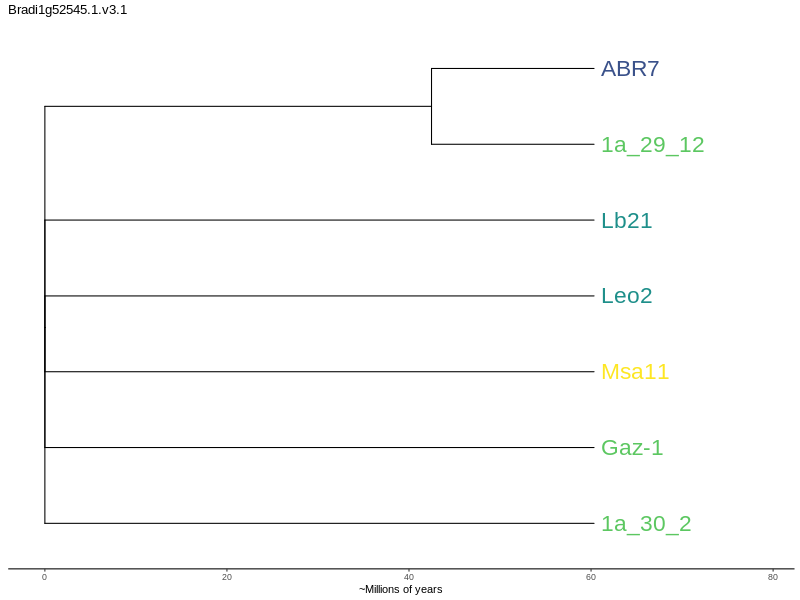 Bradi1g52545.1.v3.1
ABR7
1a_29_12
Lb21
Leo2
Msa11
Gaz-1
1a_30_2
0 20 40 60 80
~Millions of years